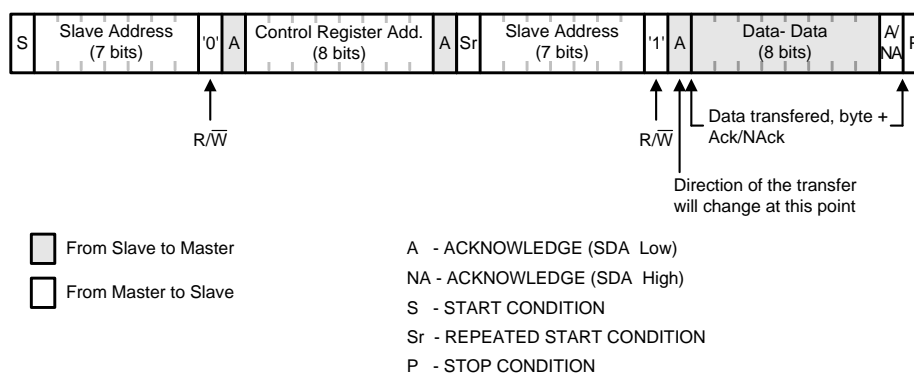 S Slave Address (7 bits) '0' A Control Register Add. (8 bits) A Sr Slave Address (7 bits) '1' A Data- Data (8 bits) A/NA P
R/W̅ R/W̅
Data transfered, byte +
Ack/NAck
Direction of the transfer
will change at this point
From Slave to Master
From Master to Slave
A - ACKNOWLEDGE (SDA Low)
NA - ACKNOWLEDGE (SDA High)
S - START CONDITION
Sr - REPEATED START CONDITION
P - STOP CONDITION